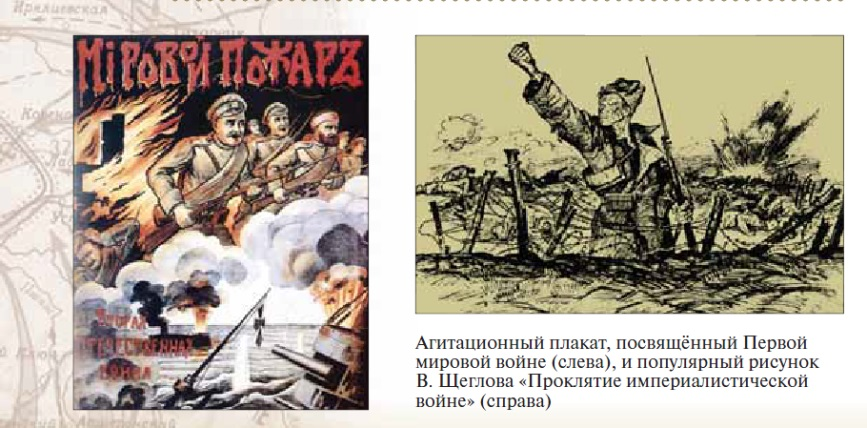 Ирклиевская
МІРОВОЙ ПОЖАРЪ
ВТОРАЯ
ОТЕЧЕСТВЕННАЯ
ВОЙНА
Агитационный плакат, посвящённый Первой
мировой войне (слева), и популярный рисунок
В. Щеглова «Проклятие империалистической
войне» (справа)